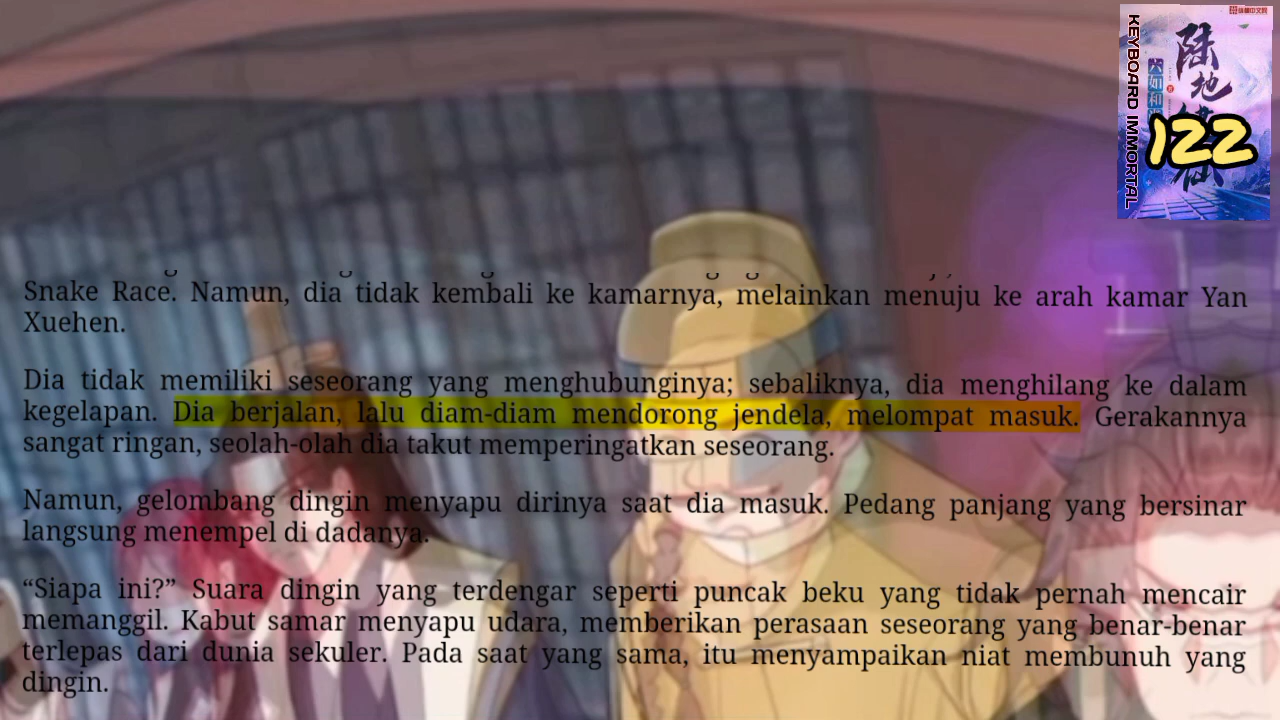 Snake Race. Namun, dia tidak kembali ke kamarnya, melainkan menuju ke arah kamar Yan
Xuehen.
Dia tidak memiliki seseorang yang menghubunginya; sebaliknya, dia menghilang ke dalam
kegelapan. Dia berjalan, lalu diam-diam mendorong jendela, melompat masuk. Gerakannya
sangat ringan, seolah-olah dia takut memperingatkan seseorang.
Namun, gelombang dingin menyapu dirinya saat dia masuk. Pedang panjang yang bersinar
langsung menempel di dadanya.
“Siapa ini?” Suara dingin yang terdengar seperti puncak beku yang tidak pernah mencair
memanggil. Kabut samar menyapu udara, memberikan perasaan seseorang yang benar-benar
terlepas dari dunia sekuler. Pada saat yang sama, itu menyampaikan niat membunuh yang
dingin.
KEYBOARD IMMORTAL
陆地
仙
122